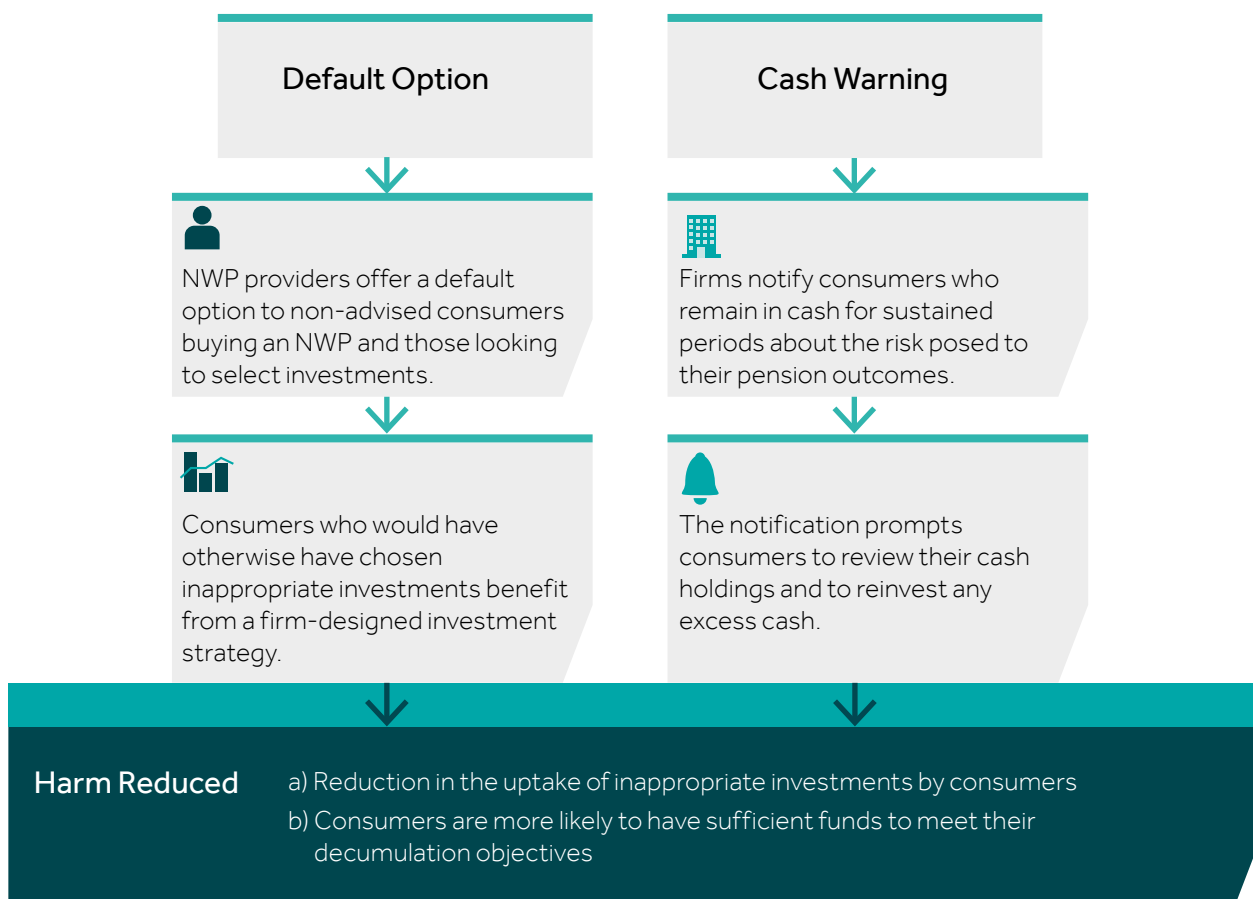 Default Option
NWP providers offer a default
option to non-advised consumers
buying an NWP and those looking
to select investments.
Consumers who would have
otherwise have chosen
inappropriate investments benefit
from a firm-designed investment
strategy.
Cash Warning
Firms notify consumers who
remain in cash for sustained
periods about the risk posed to
their pension outcomes.
The notification prompts
consumers to review their cash
holdings and to reinvest any
excess cash.
Harm Reduced
a) Reduction in the uptake of inappropriate investments by consumers
b) Consumers are more likely to have sufficient funds to meet their
decumulation objectives